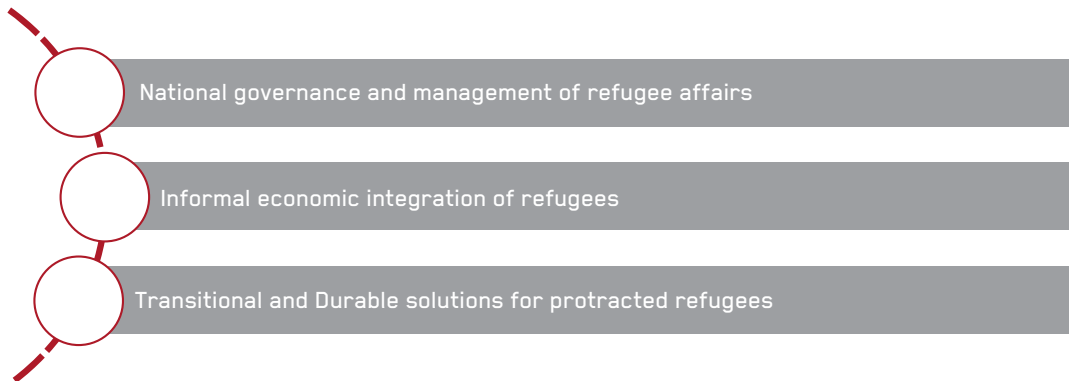 National governance and management of refugee affairs
Informal economic integration of refugees
Transitional and Durable solutions for protracted refugees